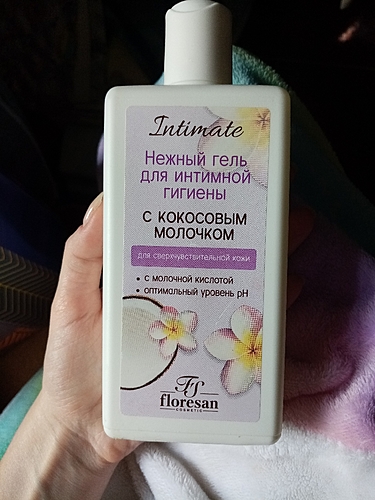 Intimate
Нежный гель
для интимной
гигиены
с кокосовым
молочком
для сверхчувствительной кожи
• с молочной кислотой
• оптимальный уровень pH
FS
floresan
COSMETIC